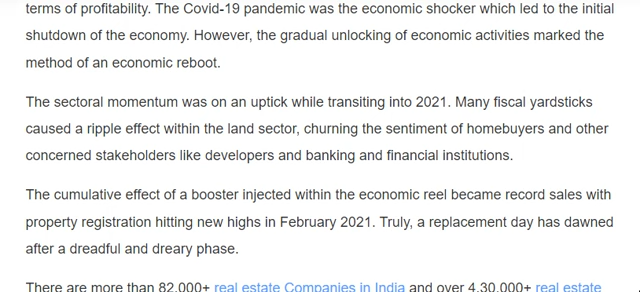 terms of profitability. The Covid-19 pandemic was the economic shocker which led to the initial
shutdown of the economy. However, the gradual unlocking of economic activities marked the
method of an economic reboot.
The sectoral momentum was on an uptick while transiting into 2021. Many fiscal yardsticks
caused a ripple effect within the land sector, churning the sentiment of homebuyers and other
concerned stakeholders like developers and banking and financial institutions.
The cumulative effect of a booster injected within the economic reel became record sales with
property registration hitting new highs in February 2021. Truly, a replacement day has dawned
after a dreadful and dreary phase.
There are more than 82,000+ real estate Companies in India and over 4,30,000+ real estate